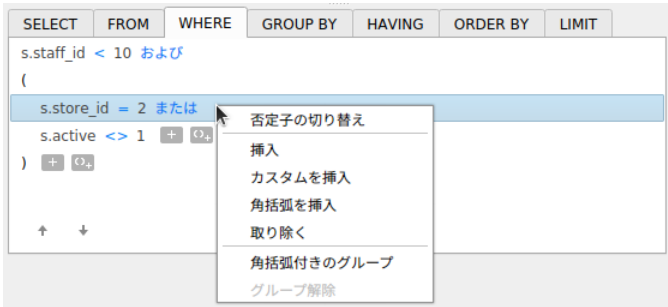 SELECT FROM WHERE GROUP BY HAVING ORDER BY LIMIT
s.staff_id < 10 および
(
s.store_id = 2 または
s.active <> 1 + ()+
) + ()+
否定子の切り替え
挿入
カスタムを挿入
角括弧を挿入
取り除く
角括弧付きのグループ
グループ解除